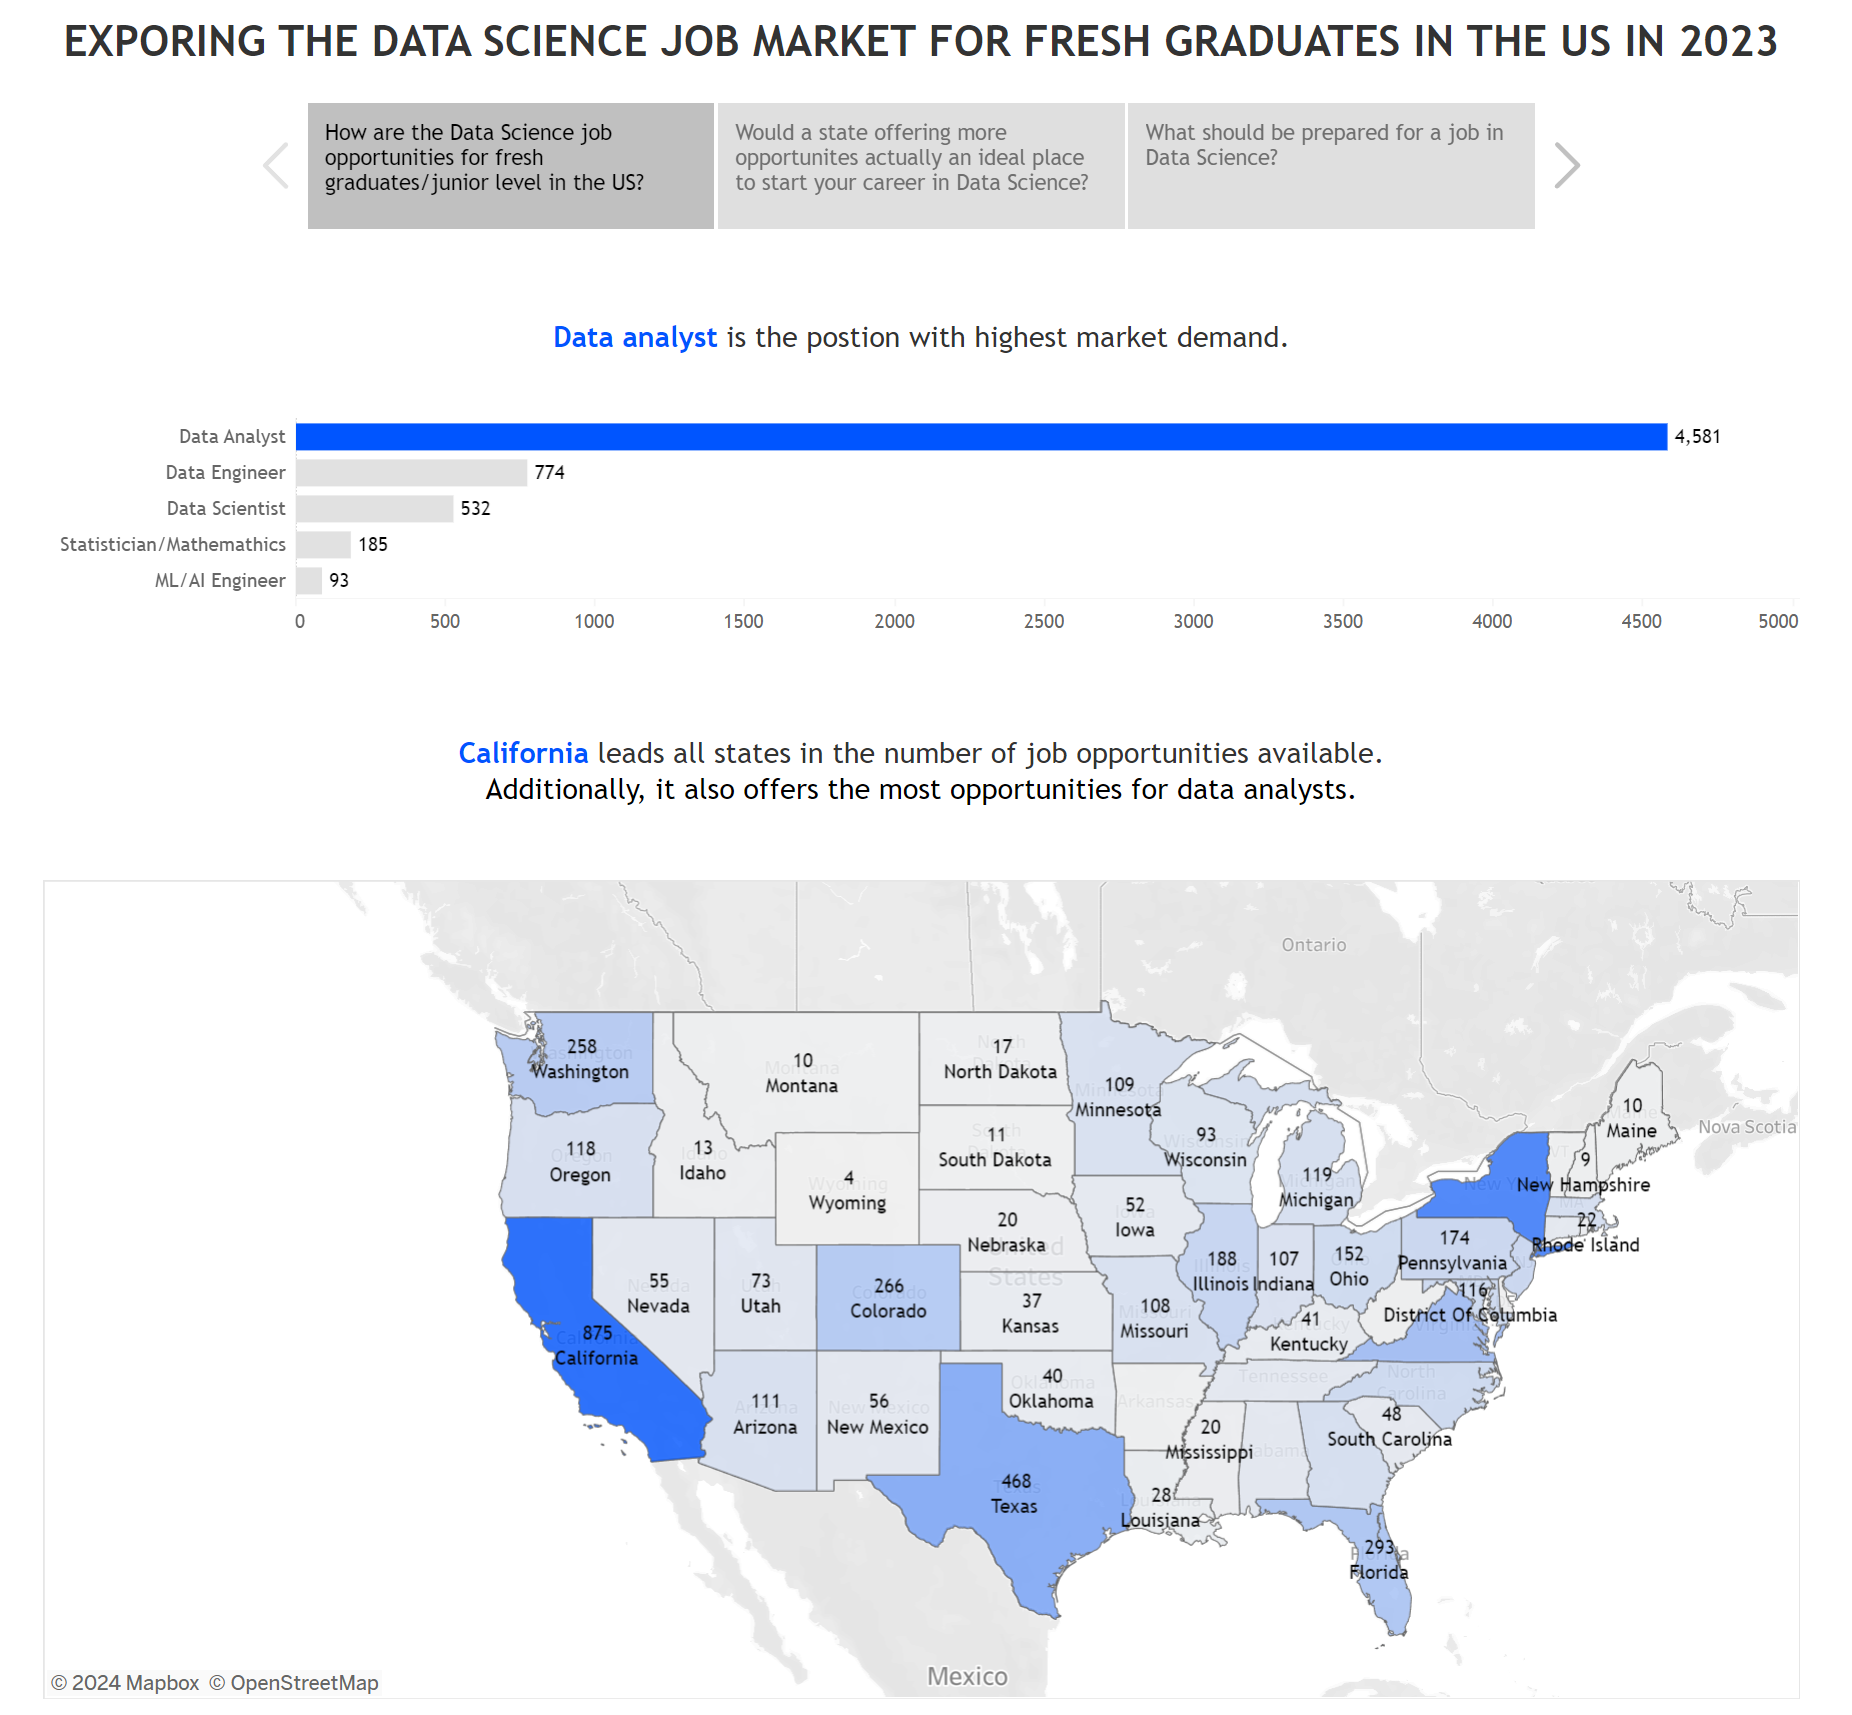 EXPORING THE DATA SCIENCE JOB MARKET FOR FRESH GRADUATES IN THE US IN 2023
How are the Data Science job
opportunities for fresh
graduates/junior level in the US?
Would a state offering more
opportunites actually an ideal place
to start your career in Data Science?
What should be prepared for a job in
Data Science?
Data analyst is the postion with highest market demand.
Data Analyst 4,581
Data Engineer 774
Data Scientist 532
Statistician/Mathemathics 185
ML/AI Engineer 93
0 500 1000 1500 2000 2500 3000 3500 4000 4500 5000
California leads all states in the number of job opportunities available.
Additionally, it also offers the most opportunities for data analysts.
Ontario
Nova Scotia
258
Washington
10
Montana
17
North Dakota
109
Minnesota
10
Maine
118
Oregon
13
Idaho
4
Wyoming
11
South Dakota
93
Wisconsin
119
Michigan
9
New Hampshire
22
Rhode Island
20
Nebraska
52
Iowa
188
Illinois
107
Indiana
152
Ohio
174
Pennsylvania
116
District Of Columbia
United
States
875
California
55
Nevada
73
Utah
266
Colorado
37
Kansas
108
Missouri
41
Kentucky
Virginia
Tennessee
North
Carolina
111
Arizona
56
New Mexico
40
Oklahoma
Arkansas
20
Mississippi
48
South Carolina
468
Texas
28
Louisiana
293
Florida
Mexico
© 2024 Mapbox © OpenStreetMap